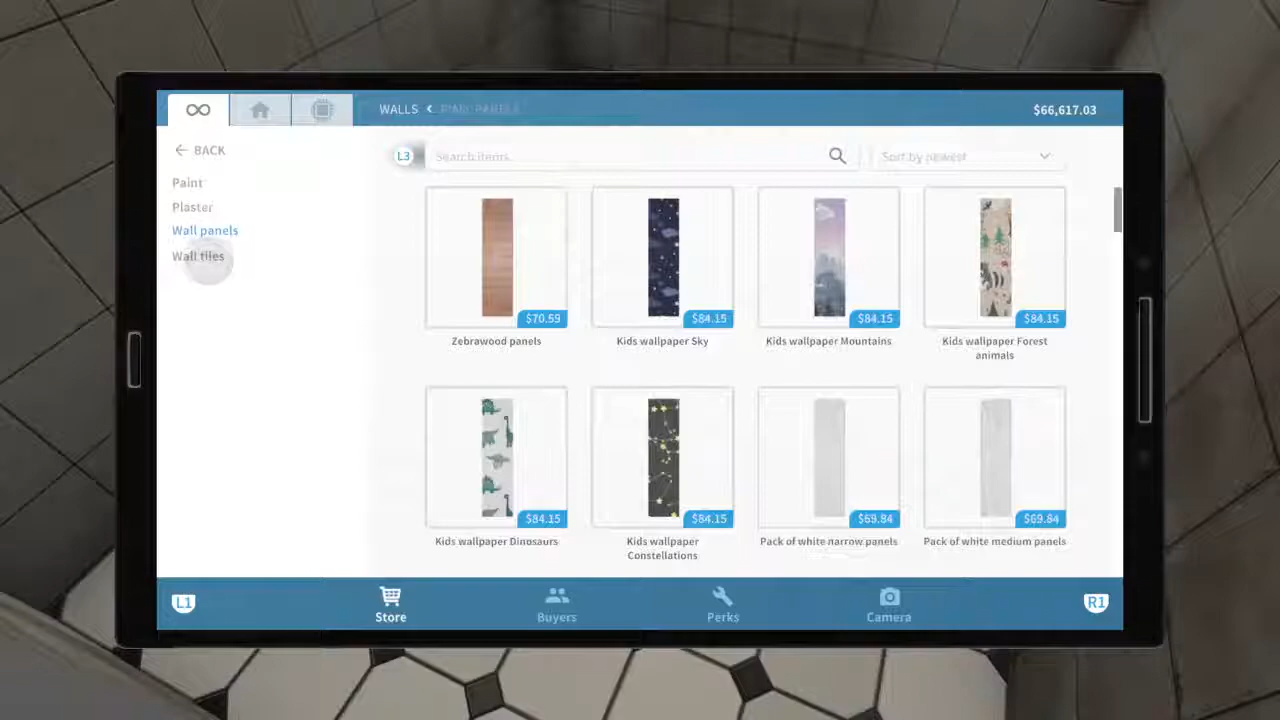 WALLS
$66,617.03
BACK
L3
Search items...
Sort by newest
Paint
Plaster
Wall panels
Wall tiles
$70.59
$84.15
$84.15
$84.15
Zebrawood panels
Kids wallpaper Sky
Kids wallpaper Mountains
Kids wallpaper Forest
animals
$84.15
$84.15
$69.84
$69.84
Kids wallpaper Dinosaurs
Kids wallpaper
Constellations
Pack of white narrow panels
Pack of white medium panels
L1
Store
Buyers
Perks
Camera
R1